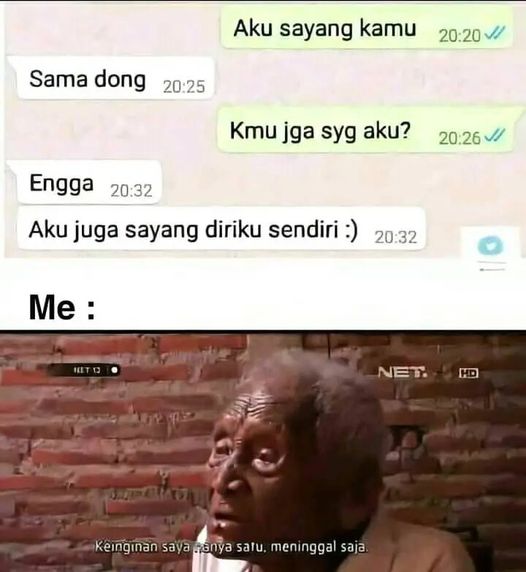 Aku sayang kamu 20:20
Sama dong 20:25
Kmu jga syg aku? 20:26
Engga 20:32
Aku juga sayang diriku sendiri :) 20:32
Me :
NET 12
NET. HD
Keinginan saya hanya satu, meninggal saja.